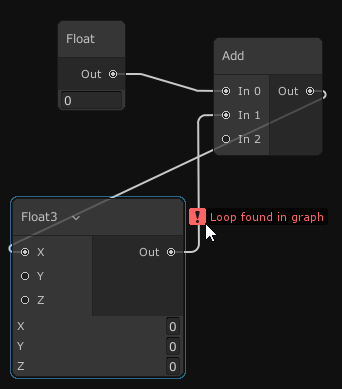 Float
Out
0
Add
In 0
Out
In 1
In 2
Float3
! Loop found in graph
X
Out
Y
Z
X 0
Y 0
Z 0